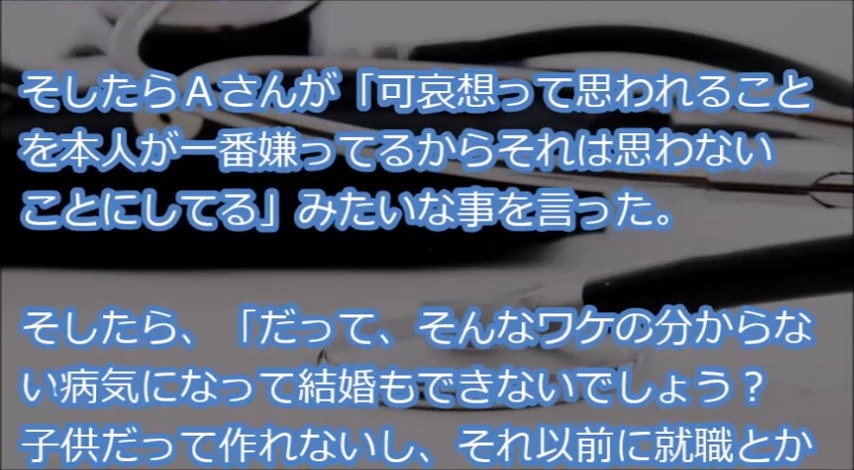 そしたらAさんが「可哀想って思われること
を本人が一番嫌ってるからそれは思わない
ことにしてる」みたいな事を言った。
そしたら、「だって、そんなワケの分からな
い病気になって結婚もできないでしょう？
子供だって作れないし、それ以前に就職とか